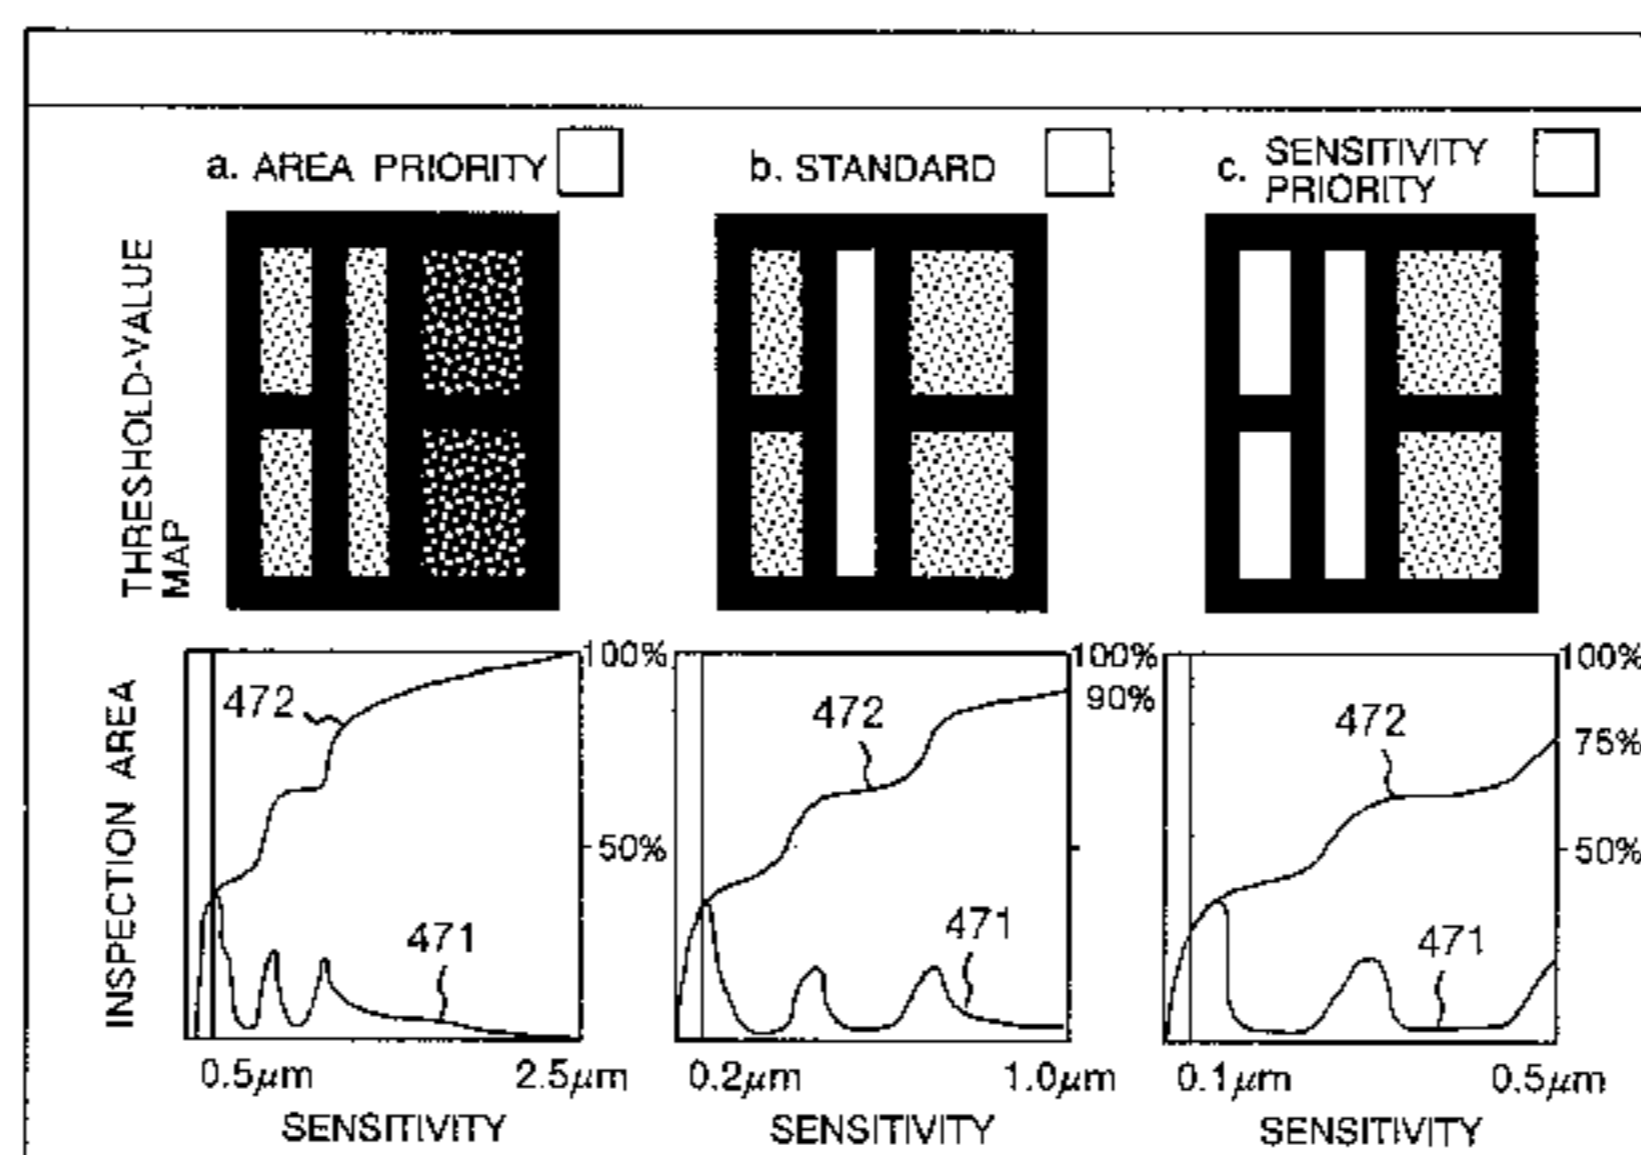 a. AREA PRIORITY
b. STANDARD
c. SENSITIVITY
PRIORITY
THRESHOLD-VALUE
MAP
INSPECTION AREA
472
471
100%
50%
0.5μm
2.5μm
SENSITIVITY
472
471
100%
90%
0.2μm
1.0μm
SENSITIVITY
472
471
100%
75%
50%
0.1μm
0.5μm
SENSITIVITY